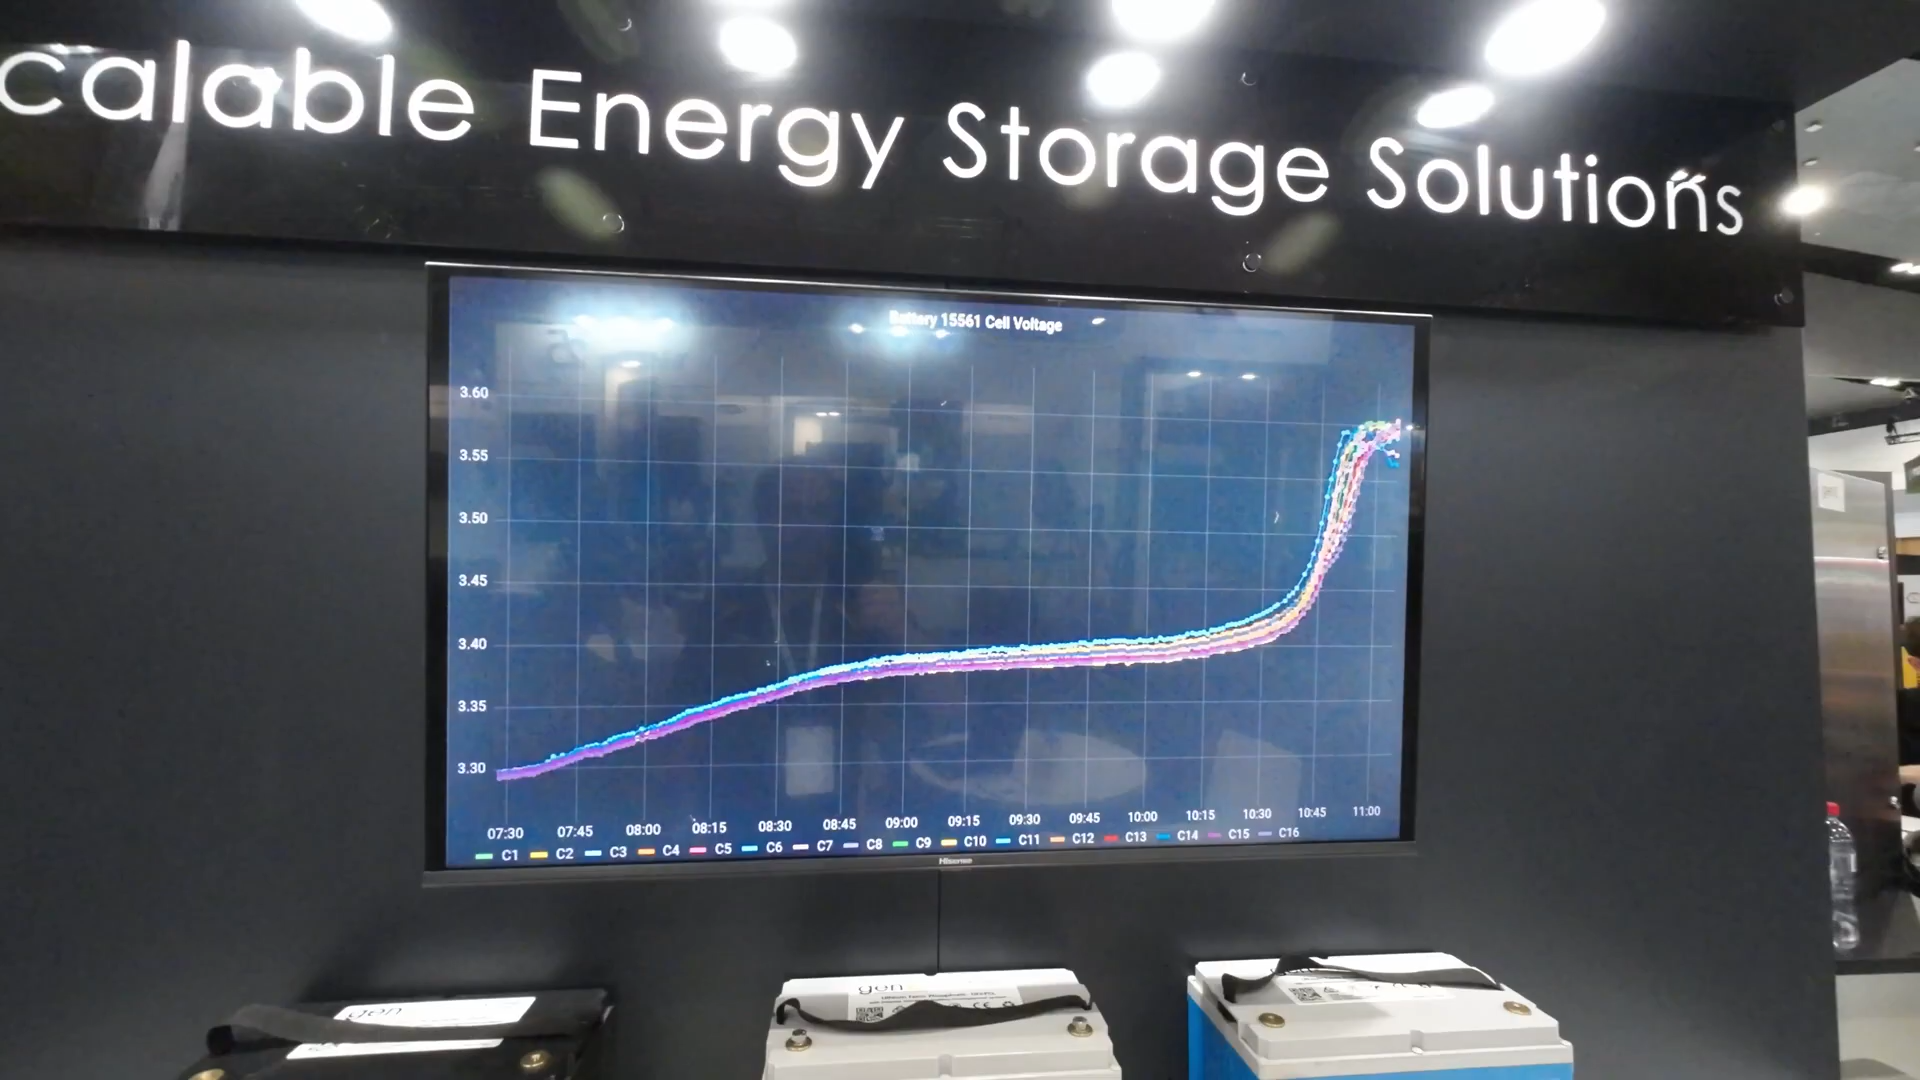 calable Energy Storage Solutions
Battery 15561 Cell Voltage
3.60
3.55
3.50
3.45
3.40
3.35
3.30
07:30 07:45 08:00 08:15 08:30 08:45 09:00 09:15 09:30 09:45 10:00 10:15 10:30 10:45 11:00
C1 C2 C3 C4 C5 C6 C7 C8 C9 C10 C11 C12 C13 C14 C15 C16
Hisense
gen
gen